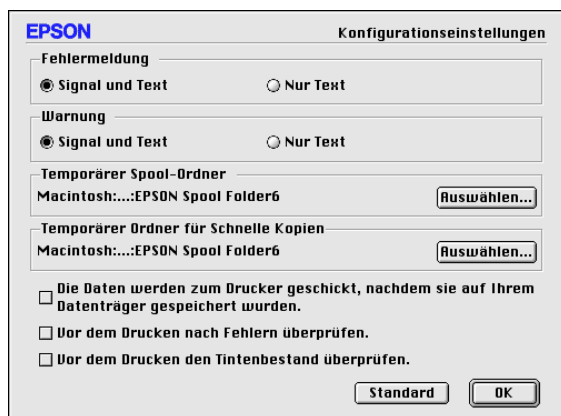 EPSON Konfigurationseinstellungen
Fehlermeldung
Signal und Text Nur Text
Warnung
Signal und Text Nur Text
Temporärer Spool-Ordner
Macintosh:...:EPSON Spool Folder6 Auswählen...
Temporärer Ordner für Schnelle Kopien
Macintosh:...:EPSON Spool Folder6 Auswählen...
Die Daten werden zum Drucker geschickt, nachdem sie auf Ihrem
Datenträger gespeichert wurden.
Vor dem Drucken nach Fehlern überprüfen.
Vor dem Drucken den Tintenbestand überprüfen.
Standard OK